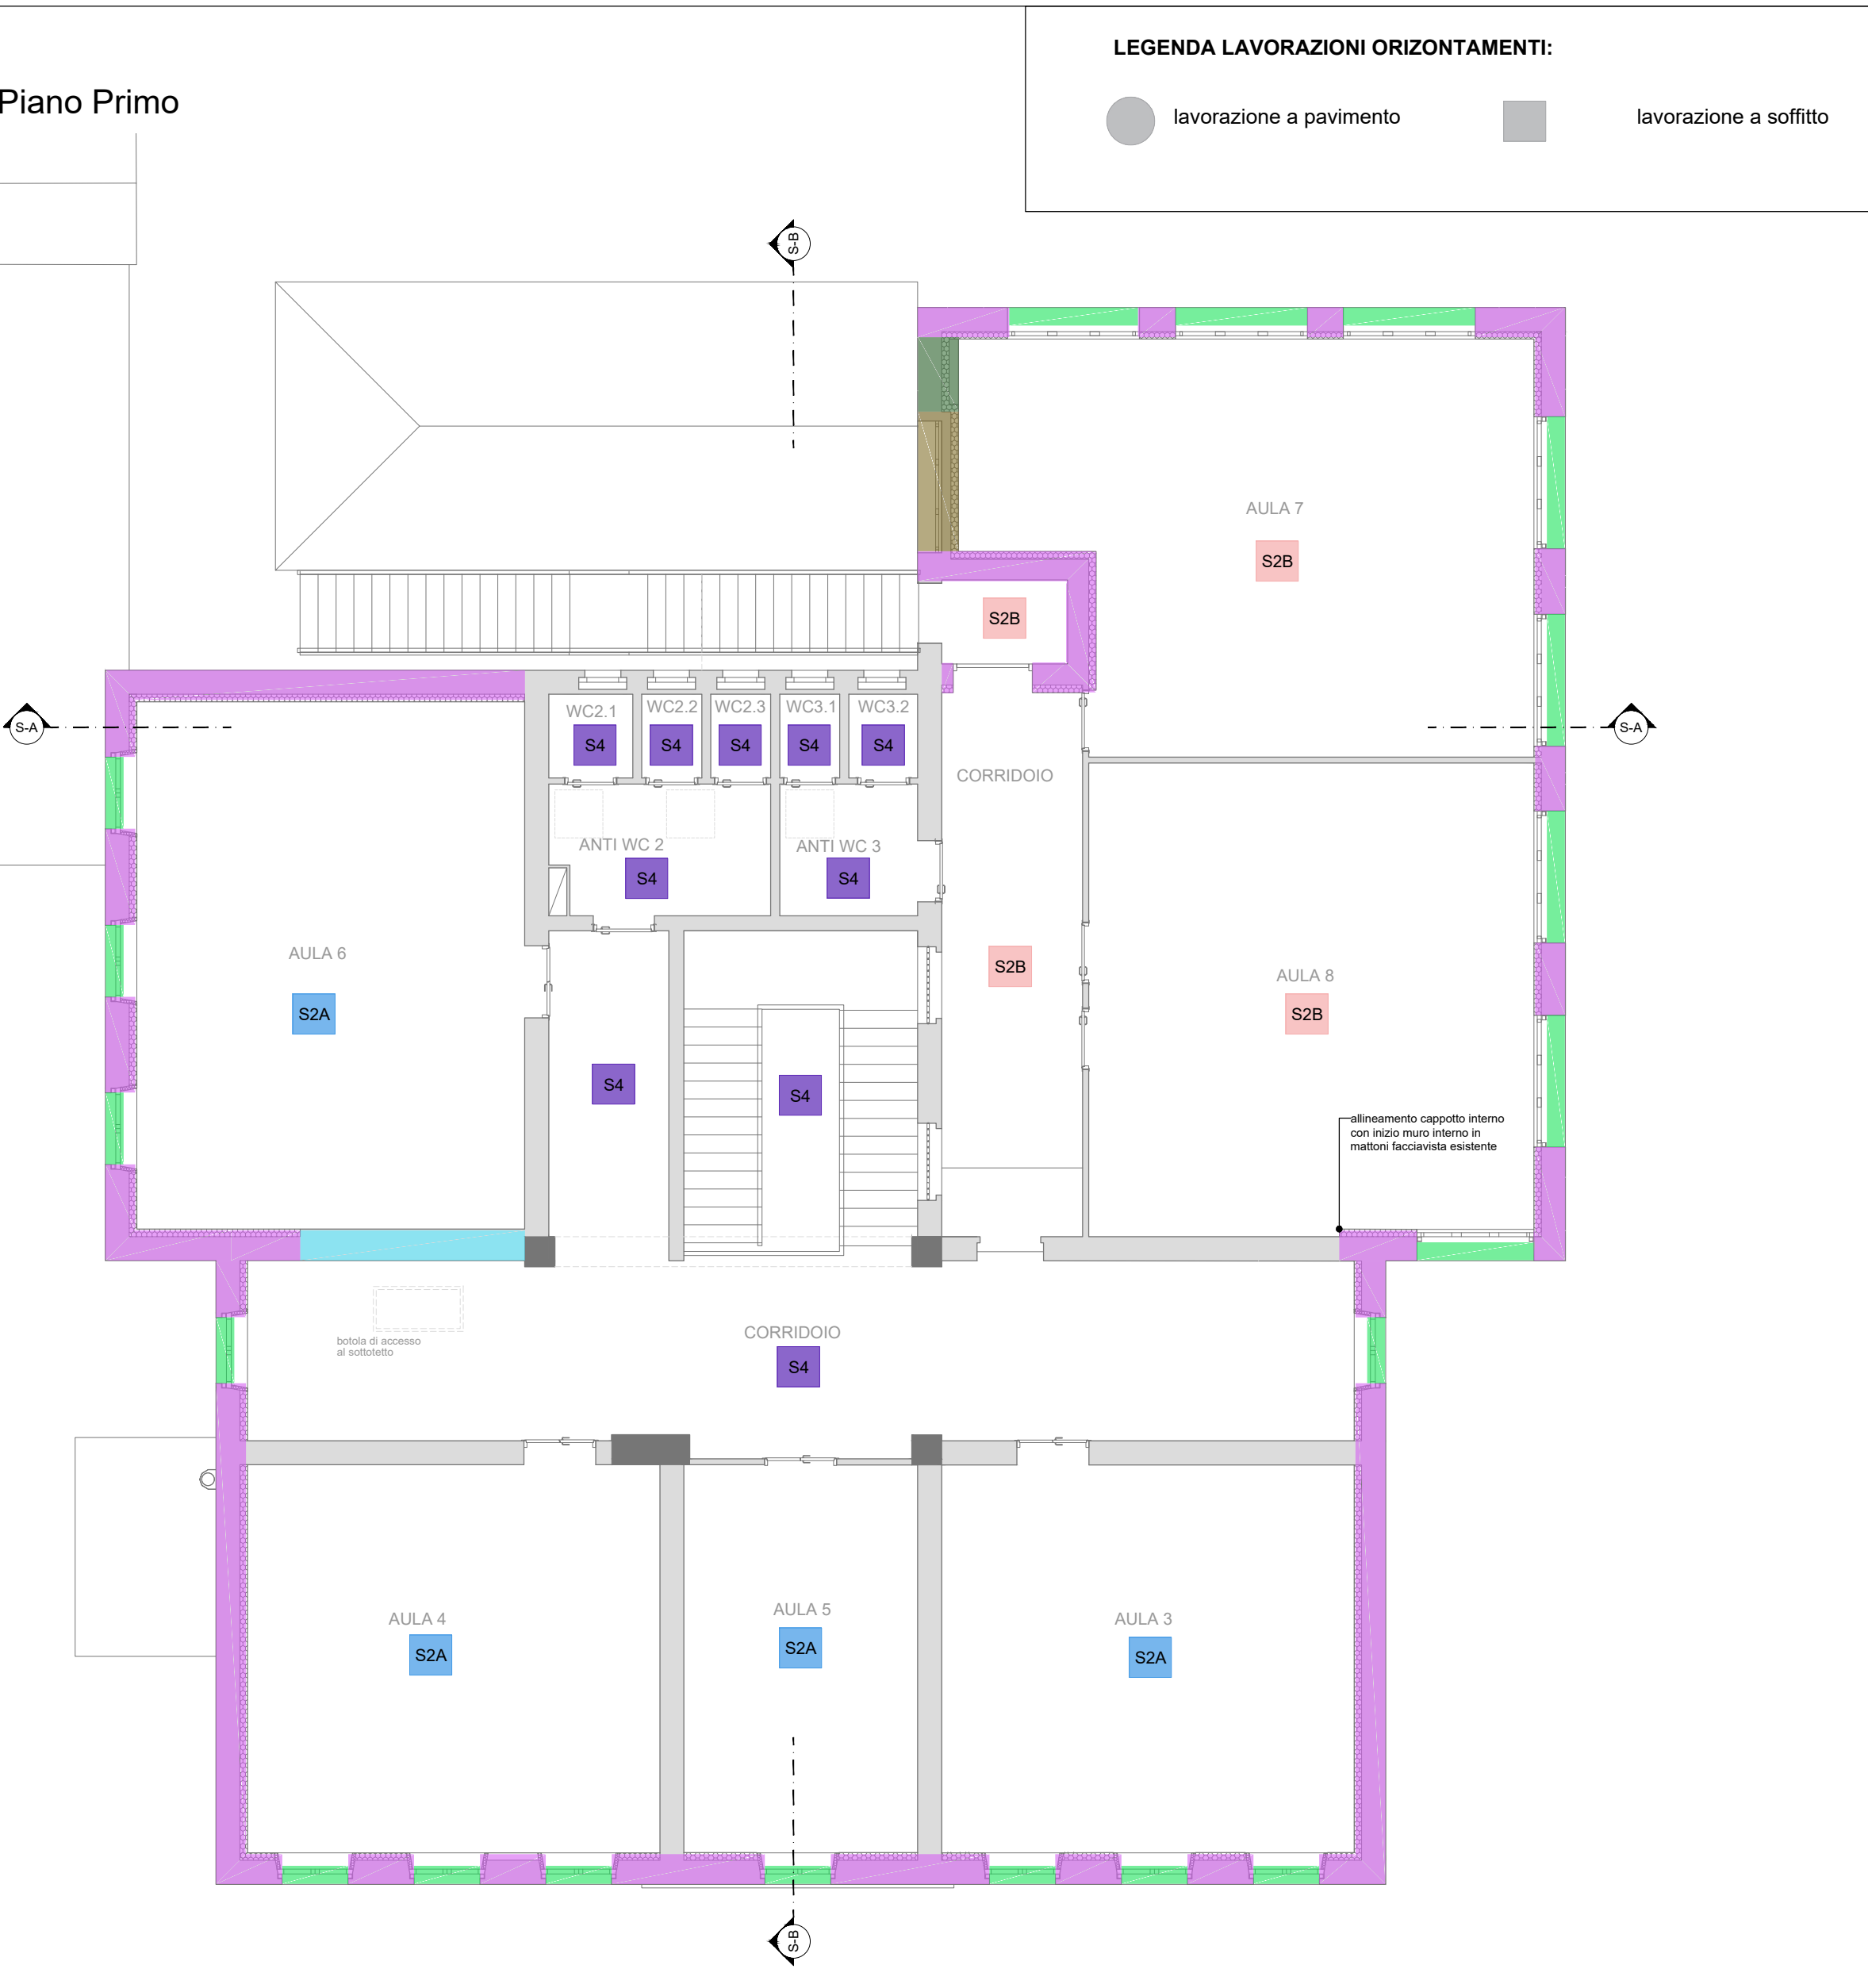 LEGENDA LAVORAZIONI ORIZONTAMENTI:
lavorazione a pavimento
lavorazione a soffitto
Piano Primo
S-B
AULA 7
S2B
S2B
S-A
S-A
WC2.1
WC2.2
WC2.3
WC3.1
WC3.2
S4
S4
S4
S4
S4
CORRIDOIO
ANTI WC 2
ANTI WC 3
S4
S4
AULA 6
S2A
S2B
AULA 8
S2B
S4
S4
allineamento cappotto interno
con inizio muro interno in
mattoni facciavista esistente
botola di accesso
al sottotetto
CORRIDOIO
S4
AULA 4
S2A
AULA 5
S2A
AULA 3
S2A
S-B